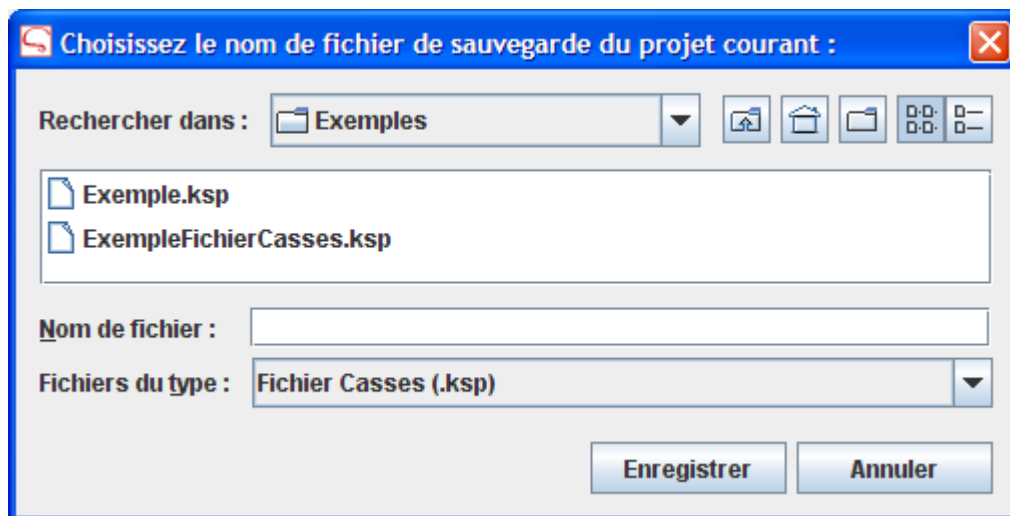 Choisissez le nom de fichier de sauvegarde du projet courant :
Rechercher dans : Exemples
Exemple.ksp
ExempleFichierCasses.ksp
Nom de fichier :
Fichiers du type : Fichier Casses (.ksp)
Enregistrer Annuler